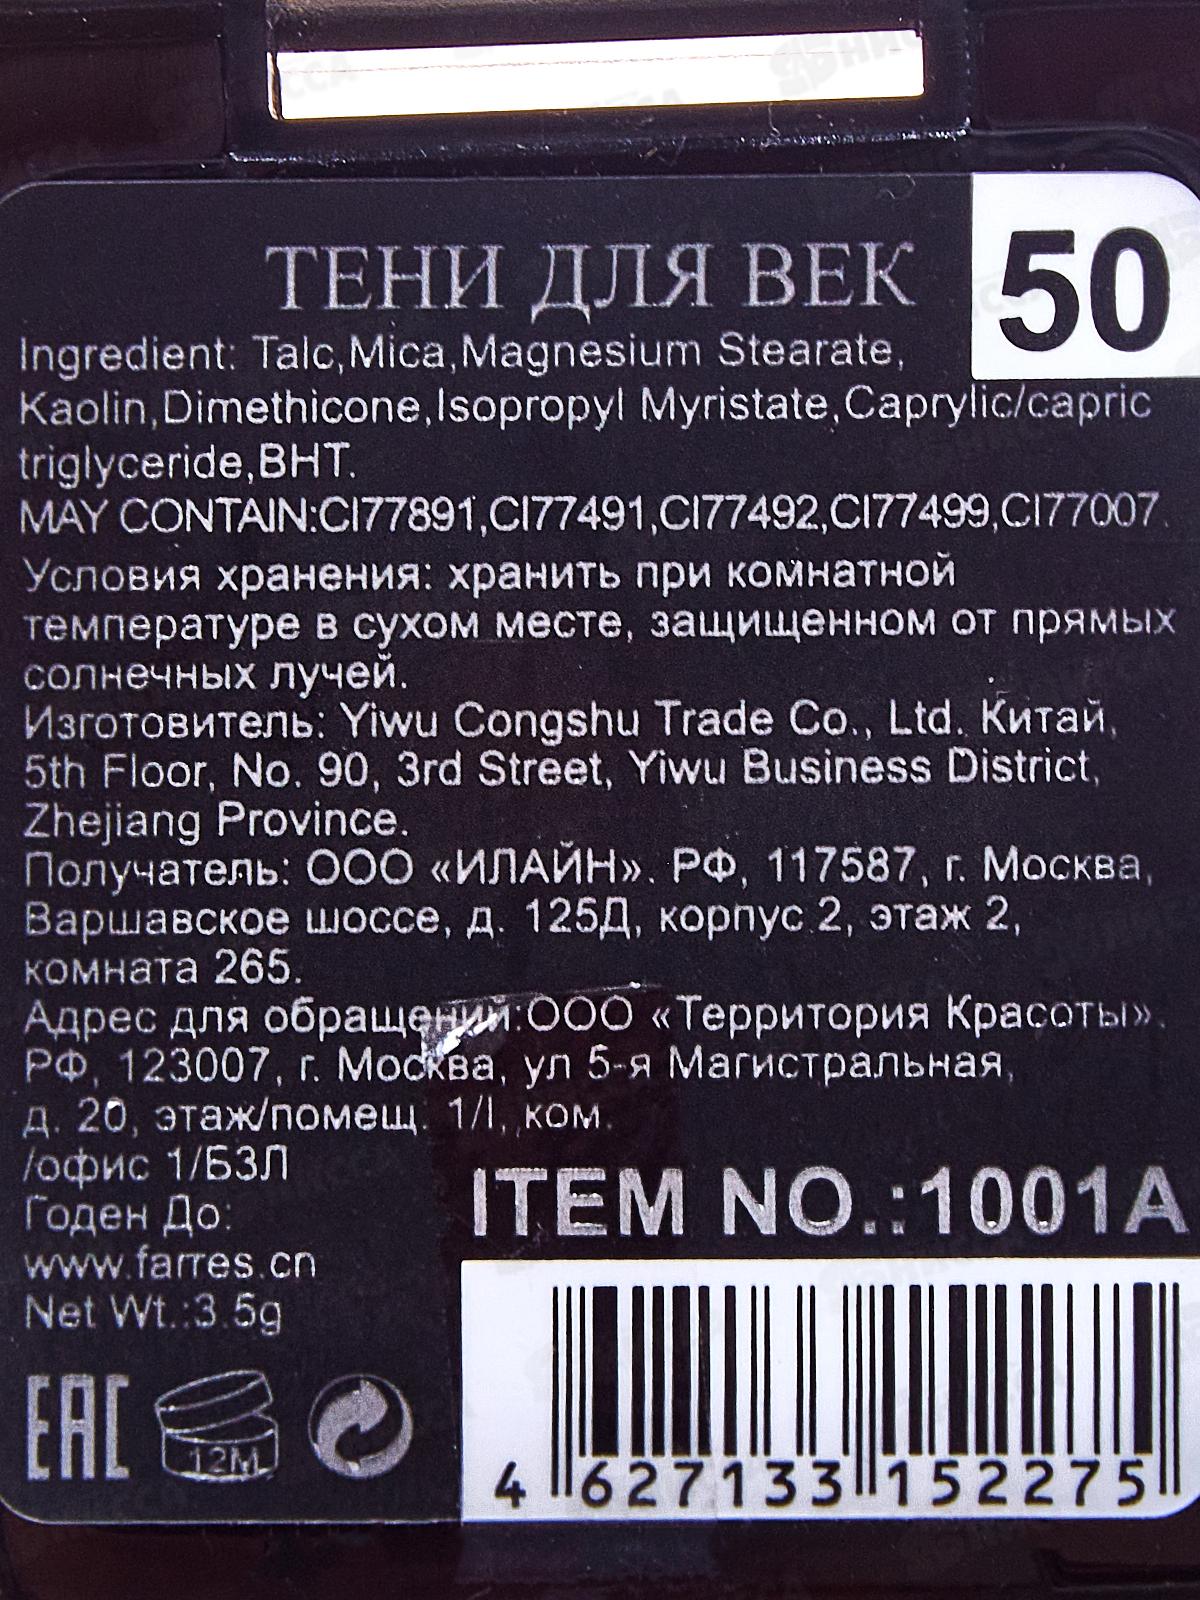 ТЕНИ ДЛЯ ВЕК
50
Ingredient: Talc,Mica,Magnesium Stearate,
Kaolin,Dimethicone,Isopropyl Myristate,Caprylic/capric
triglyceride,BHT.
MAY CONTAIN:CI77891,CI77491,CI77492,CI77499,CI77007.
Условия хранения: хранить при комнатной
температуре в сухом месте, защищенном от прямых
солнечных лучей.
Изготовитель: Yiwu Congshu Trade Co., Ltd. Китай,
5th Floor, No. 90, 3rd Street, Yiwu Business District,
Zhejiang Province.
Получатель: ООО «ИЛАЙН». РФ, 117587, г. Москва,
Варшавское шоссе, д. 125Д, корпус 2, этаж 2,
комната 265.
Адрес для обращений:ООО «Территория Красоты».
РФ, 123007, г. Москва, ул 5-я Магистральная,
д. 20, этаж/помещ. 1/I, ком.
/офис 1/БЗЛ
Годен До:
www.farres.cn
Net Wt.:3.5g
ITEM NO.:1001A
EAC
12M
4 627133 152275